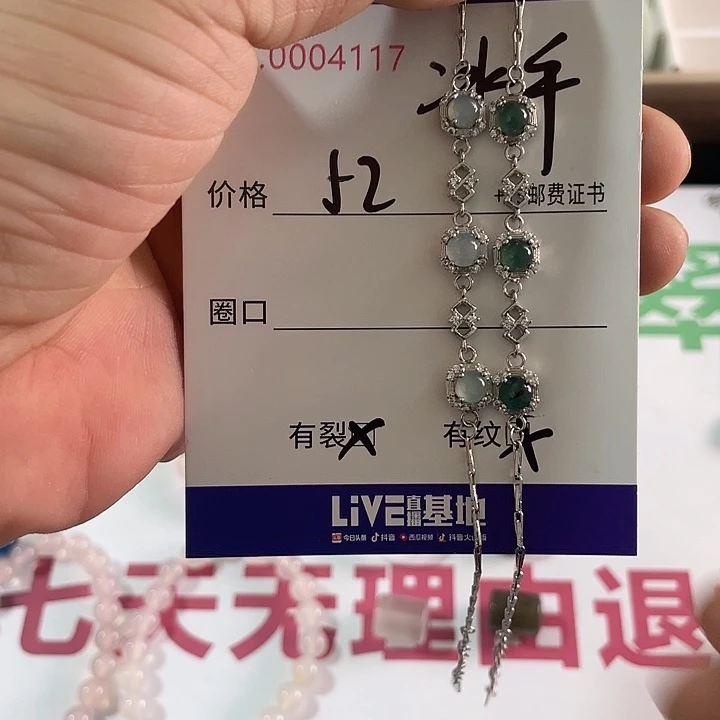 .0004117
冰手
价格 52 邮费证书
圈口
有裂 有纹
LiVE直播基地
今日头条 抖音 西瓜视频 抖音火山版
七天无理由退